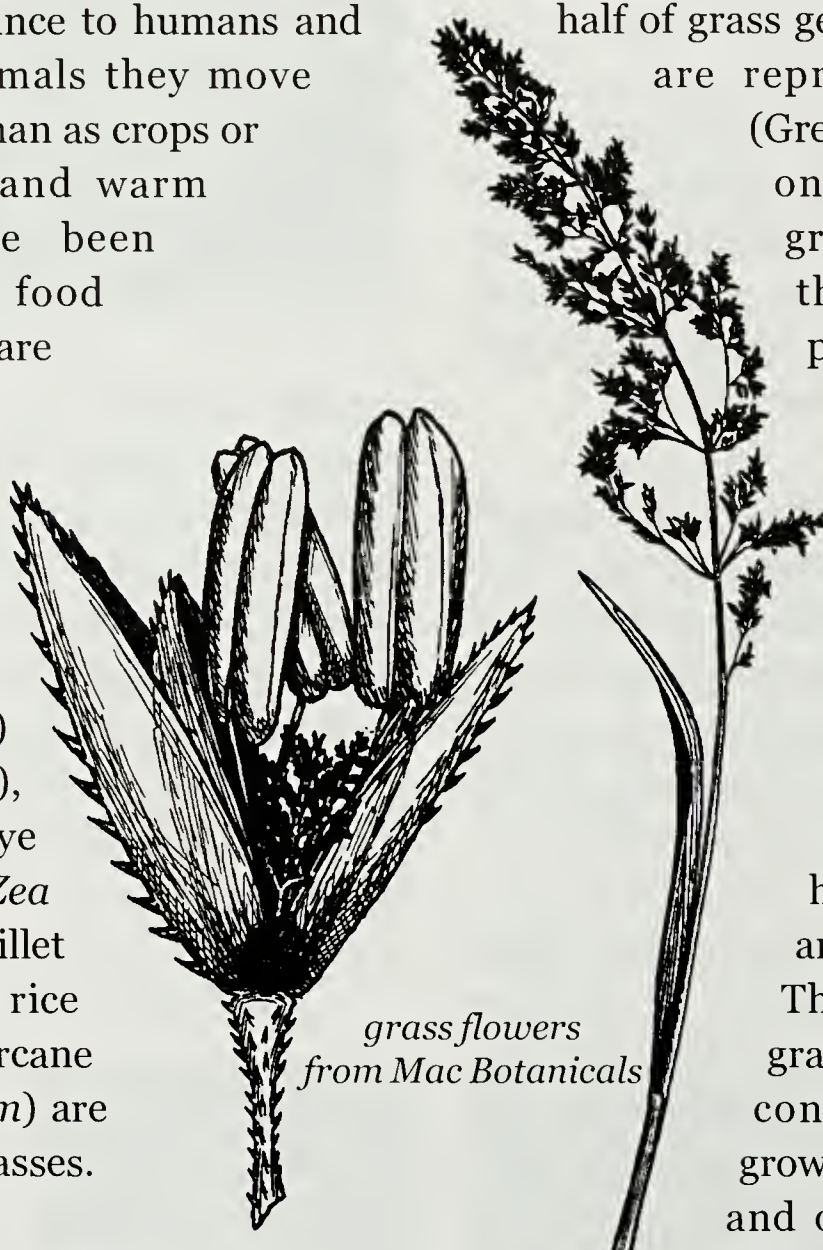 nce to humans and
mals they move
nan as crops or
and warm
e been
food
are
)
),
ye
Zea
illet
rice
rcane
m) are
asses.
grass flowers
from Mac Botanicals
half of grass ge
are repr
(Gre
on
gr
th
p
h
an
Th
gra
con
grow
and o